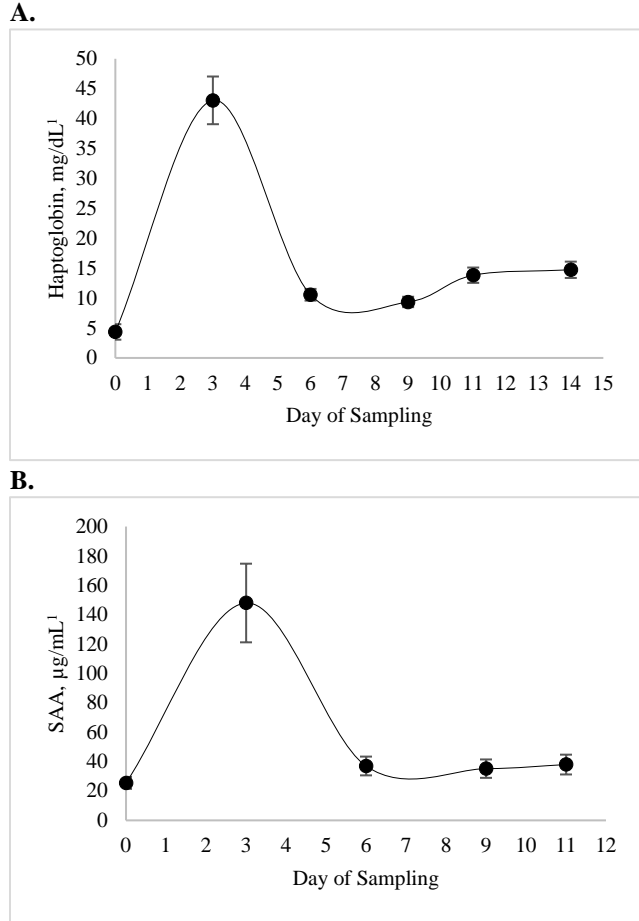 A.
50
45
40
35
30
25
20
15
10
5
0
Haptoglobin, mg/dL¹
0 1 2 3 4 5 6 7 8 9 10 11 12 13 14 15
Day of Sampling
B.
200
180
160
140
120
100
80
60
40
20
0
SAA, µg/mL¹
0 1 2 3 4 5 6 7 8 9 10 11 12
Day of Sampling